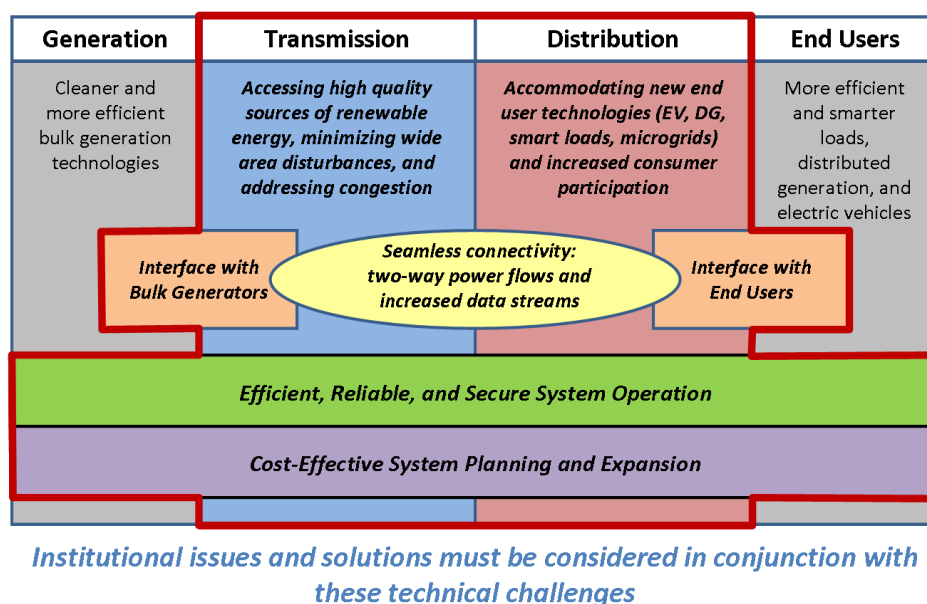 Generation
Transmission
Distribution
End Users
Cleaner and
more efficient
bulk generation
technologies
Accessing high quality
sources of renewable
energy, minimizing wide
area disturbances, and
addressing congestion
Accommodating new end
user technologies (EV, DG,
smart loads, microgrids)
and increased consumer
participation
More efficient
and smarter
loads,
distributed
generation, and
electric vehicles
Interface with
Bulk Generators
Seamless connectivity:
two-way power flows and
increased data streams
Interface with
End Users
Efficient, Reliable, and Secure System Operation
Cost-Effective System Planning and Expansion
Institutional issues and solutions must be considered in conjunction with
these technical challenges